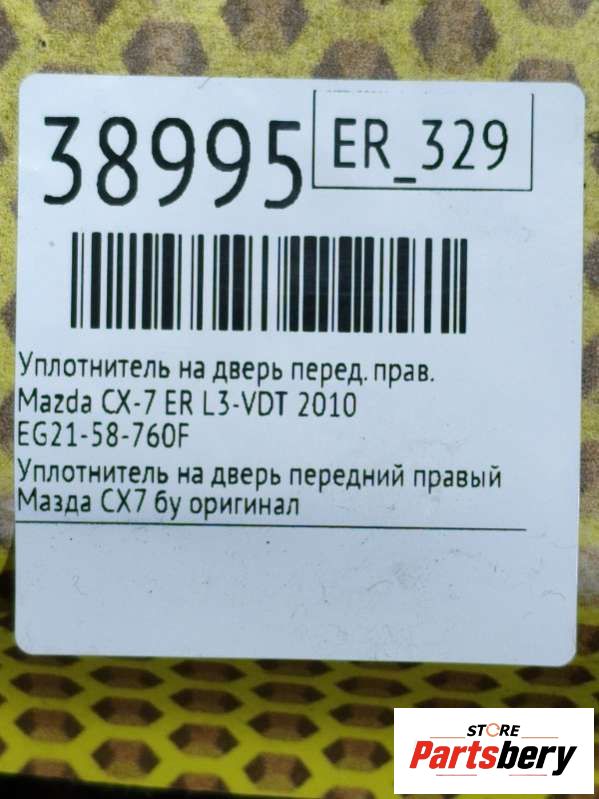 38995
ER_329
Уплотнитель на дверь перед. прав.
Mazda CX-7 ER L3-VDT 2010
EG21-58-760F
Уплотнитель на дверь передний правый
Мазда СХ7 бу оригинал
STORE
Partsbery